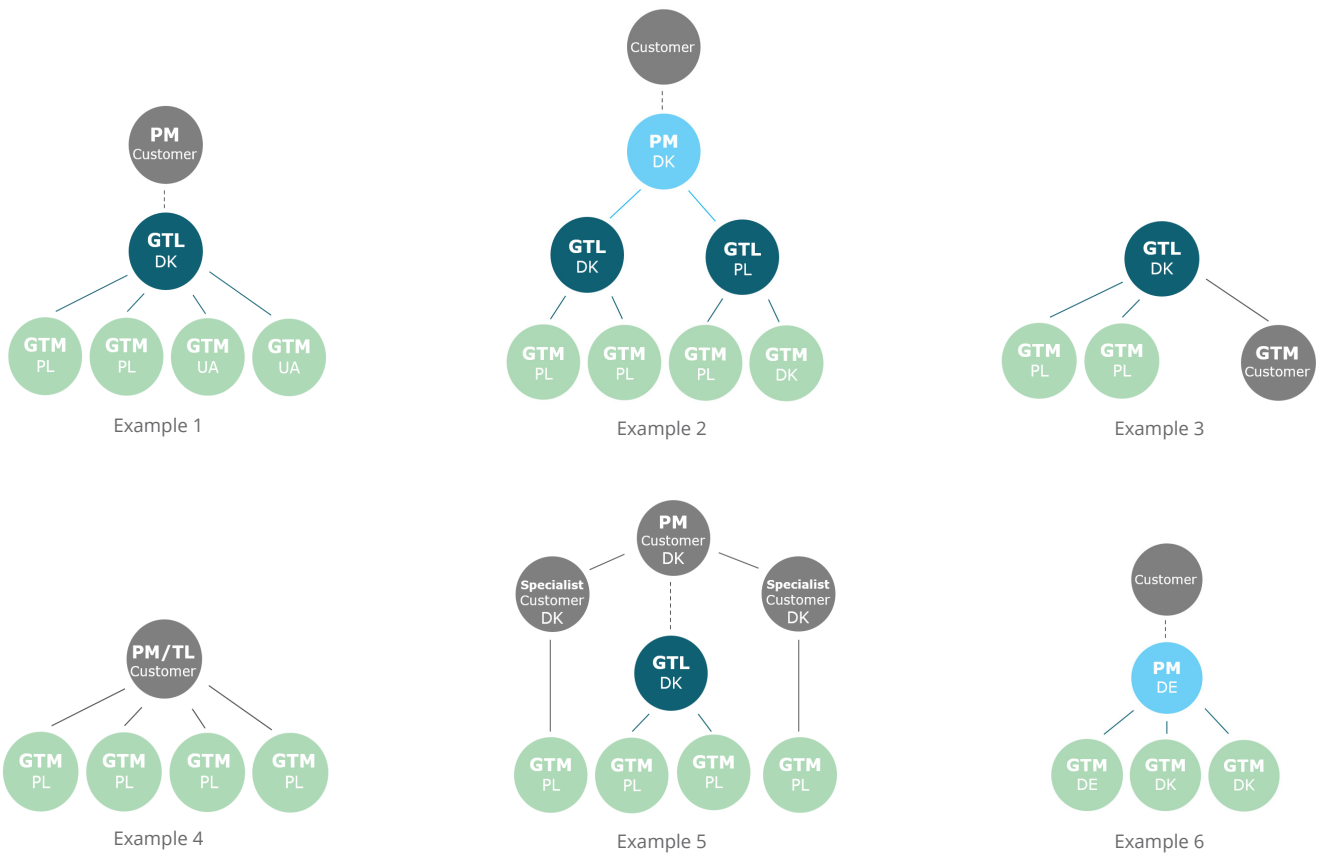 PM
Customer
GTL
DK
GTM
PL
GTM
PL
GTM
UA
GTM
UA
Example 1
Customer
PM
DK
GTL
DK
GTL
PL
GTM
PL
GTM
PL
GTM
PL
GTM
DK
Example 2
GTL
DK
GTM
PL
GTM
PL
GTM
Customer
Example 3
PM/TL
Customer
GTM
PL
GTM
PL
GTM
PL
GTM
PL
Example 4
PM
Customer
DK
Specialist
Customer
DK
Specialist
Customer
DK
GTL
DK
GTM
PL
GTM
PL
GTM
PL
GTM
PL
Example 5
Customer
PM
DE
GTM
DE
GTM
DK
GTM
DK
Example 6